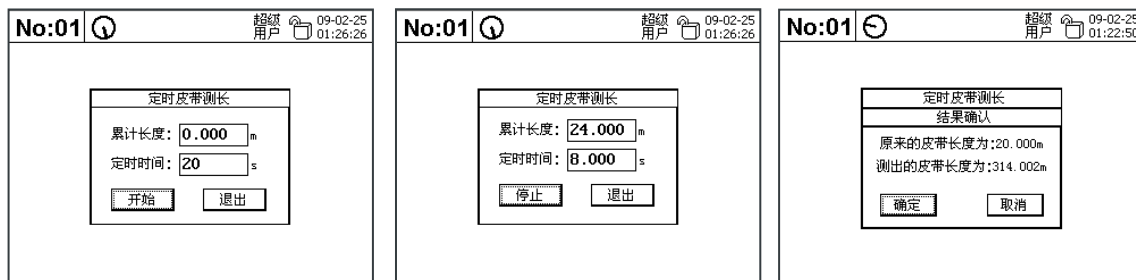 No:01
超级
用户
09-02-25
01:26:26
定时皮带测长
累计长度: 0.000 m
定时时间: 20 s
开始 退出
No:01
超级
用户
09-02-25
01:26:26
定时皮带测长
累计长度: 24.000 m
定时时间: 8.000 s
停止 退出
No:01
超级
用户
09-02-25
01:22:50
定时皮带测长
结果确认
原来的皮带长度为:20.000m
测出的皮带长度为:314.002m
确定 取消